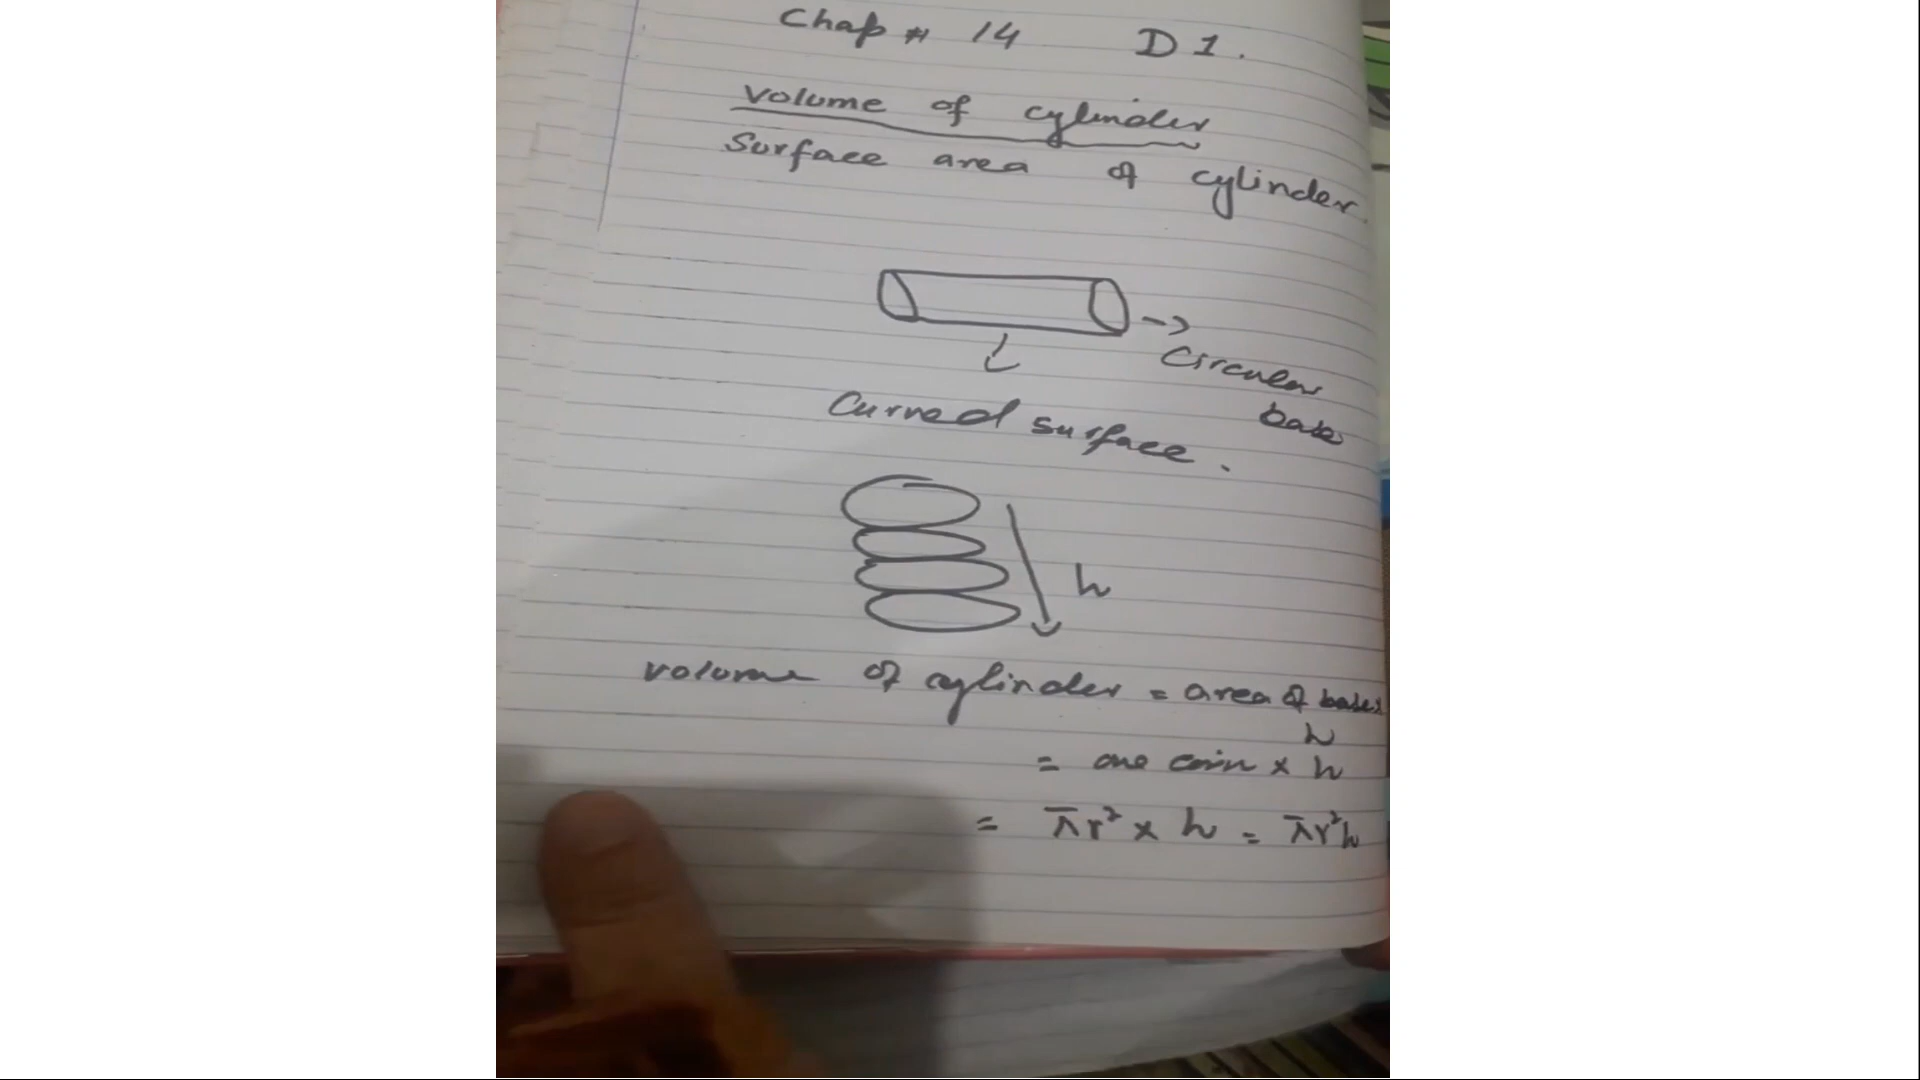 Chap # 14 D 1.
Volume of cylinder
Surface area of cylinder.
Circular
base
Curved surface.
h
volume of cylinder = area of base x
h
= one coin x h
= πr² x h = πr²h